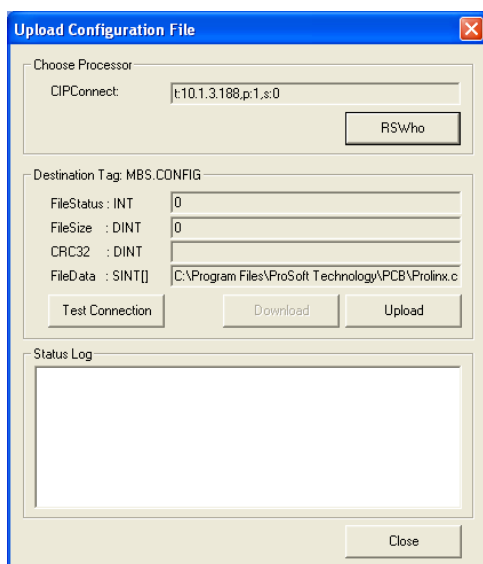 Upload Configuration File
Choose Processor
CIPConnect: t:10.1.3.188,p:1,s:0
RSWho
Destination Tag: MBS.CONFIG
FileStatus : INT 0
FileSize : DINT 0
CRC32 : DINT
FileData : SINT[] C:\Program Files\ProSoft Technology\PCB\Prolinx.c
Test Connection Download Upload
Status Log
Close